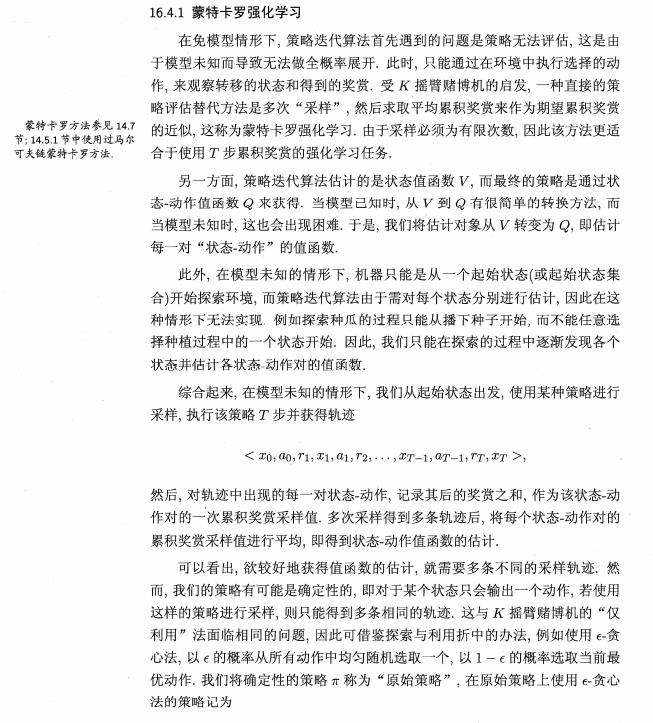 16.4.1 蒙特卡罗强化学习
在免模型情形下, 策略迭代算法首先遇到的问题是策略无法评估, 这是由
于模型未知而导致无法做全概率展开. 此时, 只能通过在环境中执行选择的动
作, 来观察转移的状态和得到的奖赏. 受 K 摇臂赌博机的启发, 一种直接的策
略评估替代方法是多次“采样”, 然后求取平均累积奖赏来作为期望累积奖赏
的近似, 这称为蒙特卡罗强化学习. 由于采样必须为有限次数, 因此该方法更适
合于使用 T 步累积奖赏的强化学习任务.
蒙特卡罗方法参见 14.7
节; 14.5.1 节中使用过马尔
可夫链蒙特卡罗方法.
另一方面, 策略迭代算法估计的是状态值函数 V, 而最终的策略是通过状
态-动作值函数 Q 来获得. 当模型已知时, 从 V 到 Q 有很简单的转换方法, 而
当模型未知时, 这也会出现困难. 于是, 我们将估计对象从 V 转变为 Q, 即估计
每一对“状态-动作”的值函数.
此外, 在模型未知的情形下, 机器只能是从一个起始状态(或起始状态集
合)开始探索环境, 而策略迭代算法由于需对每个状态分别进行估计, 因此在这
种情形下无法实现. 例如探索种瓜的过程只能从播下种子开始, 而不能任意选
择种植过程中的一个状态开始. 因此, 我们只能在探索的过程中逐渐发现各个
状态并估计各状态-动作对的值函数.
综合起来, 在模型未知的情形下, 我们从起始状态出发, 使用某种策略进行
采样, 执行该策略 T 步并获得轨迹
< x₀, a₀, r₁, x₁, a₁, r₂, . . . , x_{T−1}, a_{T−1}, r_T, x_T >,
然后, 对轨迹中出现的每一对状态-动作, 记录其后的奖赏之和, 作为该状态-动
作对的一次累积奖赏采样值. 多次采样得到多条轨迹后, 将每个状态-动作对的
累积奖赏采样值进行平均, 即得到状态-动作值函数的估计.
可以看出, 欲较好地获得值函数的估计, 就需要多条不同的采样轨迹. 然
而, 我们的策略有可能是确定性的, 即对于某个状态只会输出一个动作, 若使用
这样的策略进行采样, 则只能得到多条相同的轨迹. 这与 K 摇臂赌博机的“仅
利用”法面临相同的问题, 因此可借鉴探索与利用折中的办法, 例如使用 ϵ-贪
心法, 以 ϵ 的概率从所有动作中均匀随机选取一个, 以 1 − ϵ 的概率选取当前最
优动作. 我们将确定性的策略 π 称为“原始策略”, 在原始策略上使用 ϵ-贪心
法的策略记为